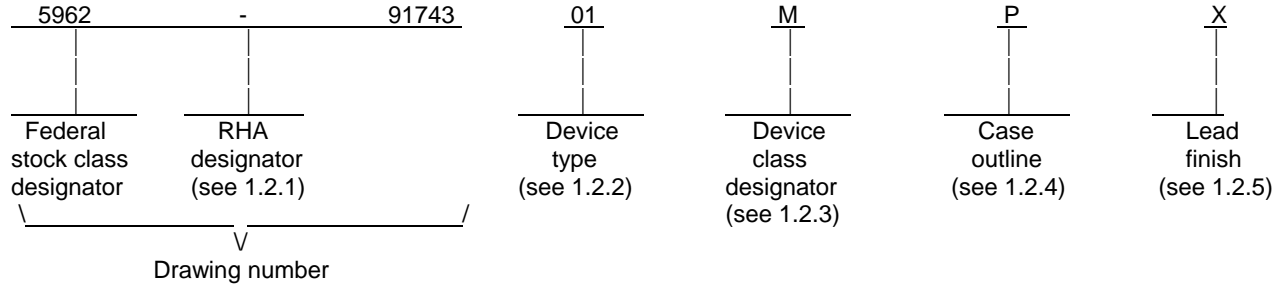 5962 - 91743 01 M P X
Federal stock class designator
RHA designator (see 1.2.1)
Device type (see 1.2.2)
Device class designator (see 1.2.3)
Case outline (see 1.2.4)
Lead finish (see 1.2.5)
Drawing number